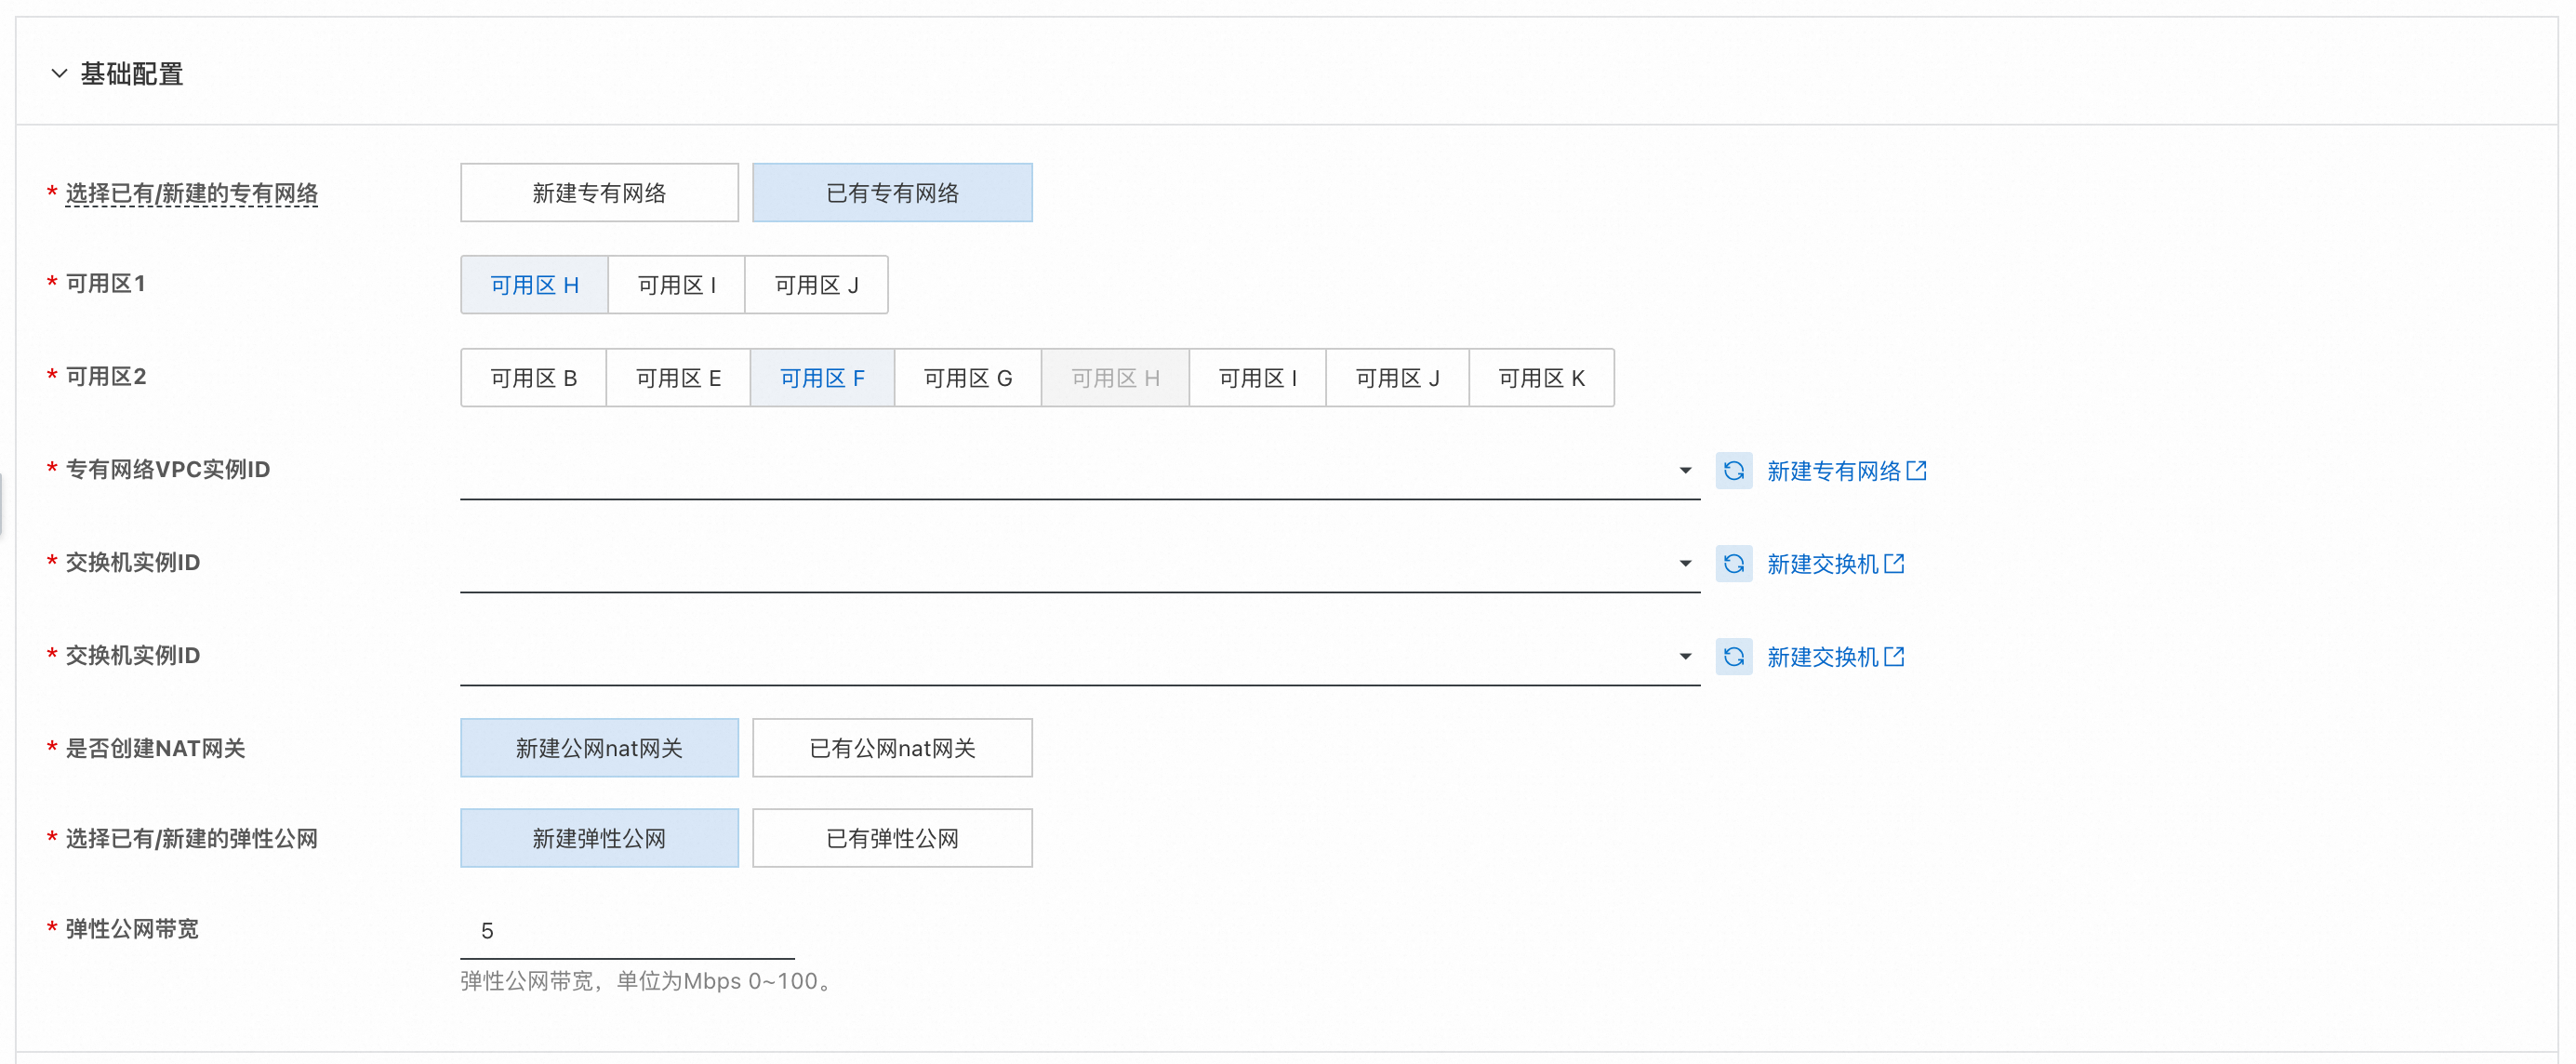 基础配置
* 选择已有/新建的专有网络 新建专有网络 已有专有网络
* 可用区1 可用区 H 可用区 I 可用区 J
* 可用区2 可用区 B 可用区 E 可用区 F 可用区 G 可用区 H 可用区 I 可用区 J 可用区 K
* 专有网络VPC实例ID 新建专有网络
* 交换机实例ID 新建交换机
* 交换机实例ID 新建交换机
* 是否创建NAT网关 新建公网nat网关 已有公网nat网关
* 选择已有/新建的弹性公网 新建弹性公网 已有弹性公网
* 弹性公网带宽 5
弹性公网带宽，单位为Mbps 0~100。